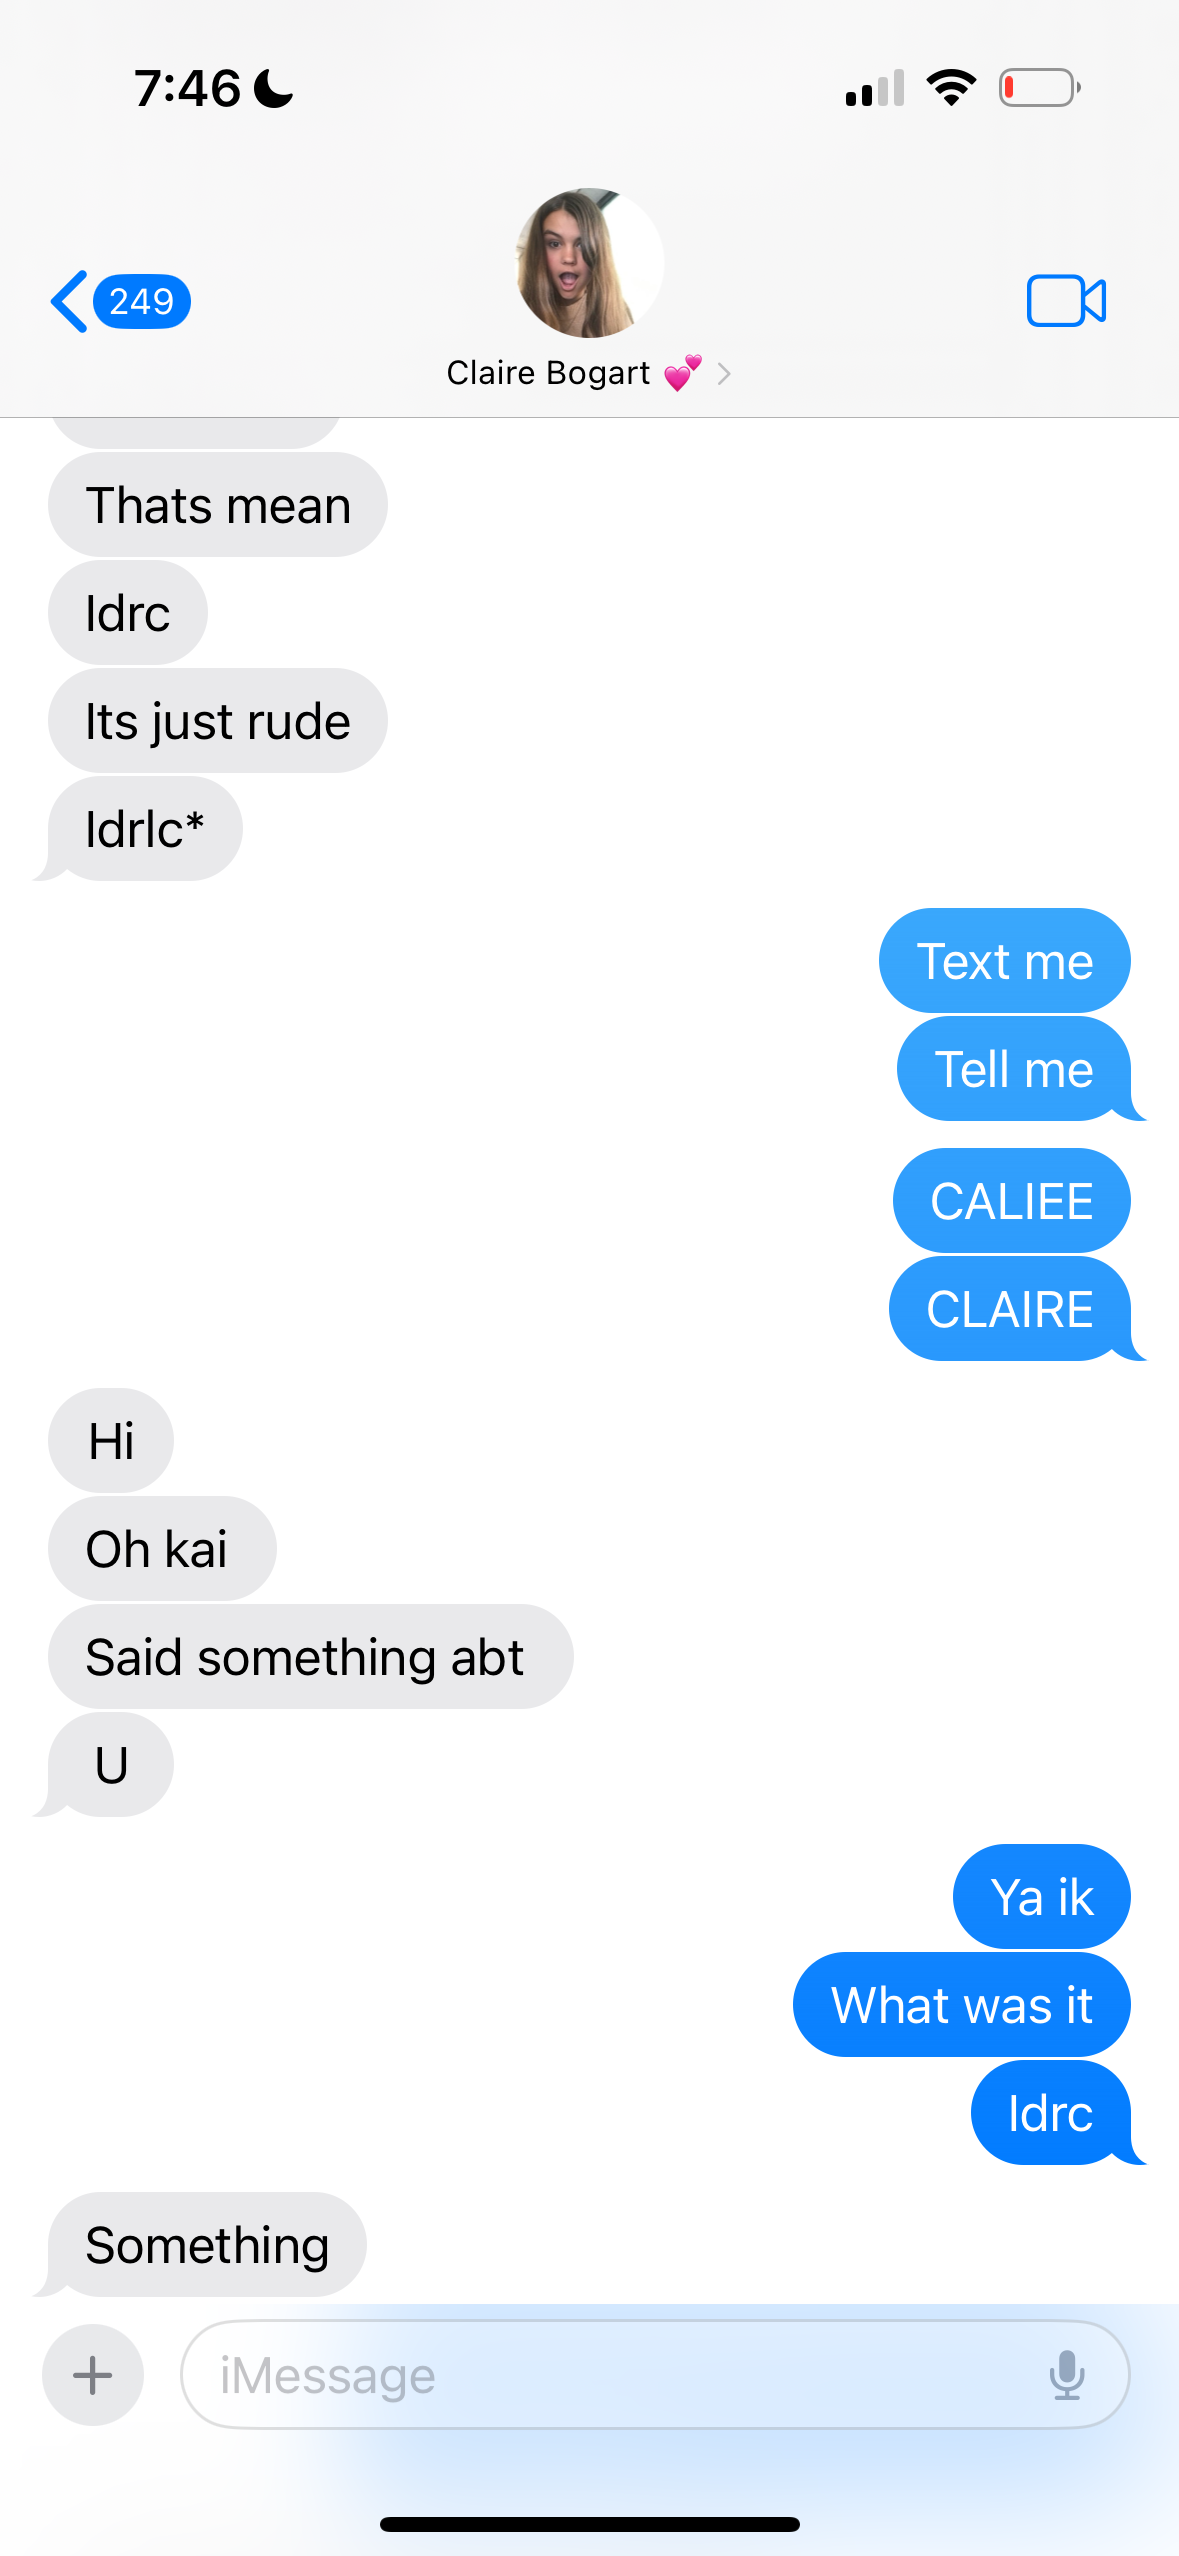 7:46
249
Claire Bogart 💕
Thats mean
Idrc
Its just rude
Idrlc*
Text me
Tell me
CALIEE
CLAIRE
Hi
Oh kai
Said something abt
U
Ya ik
What was it
Idrc
Something
iMessage